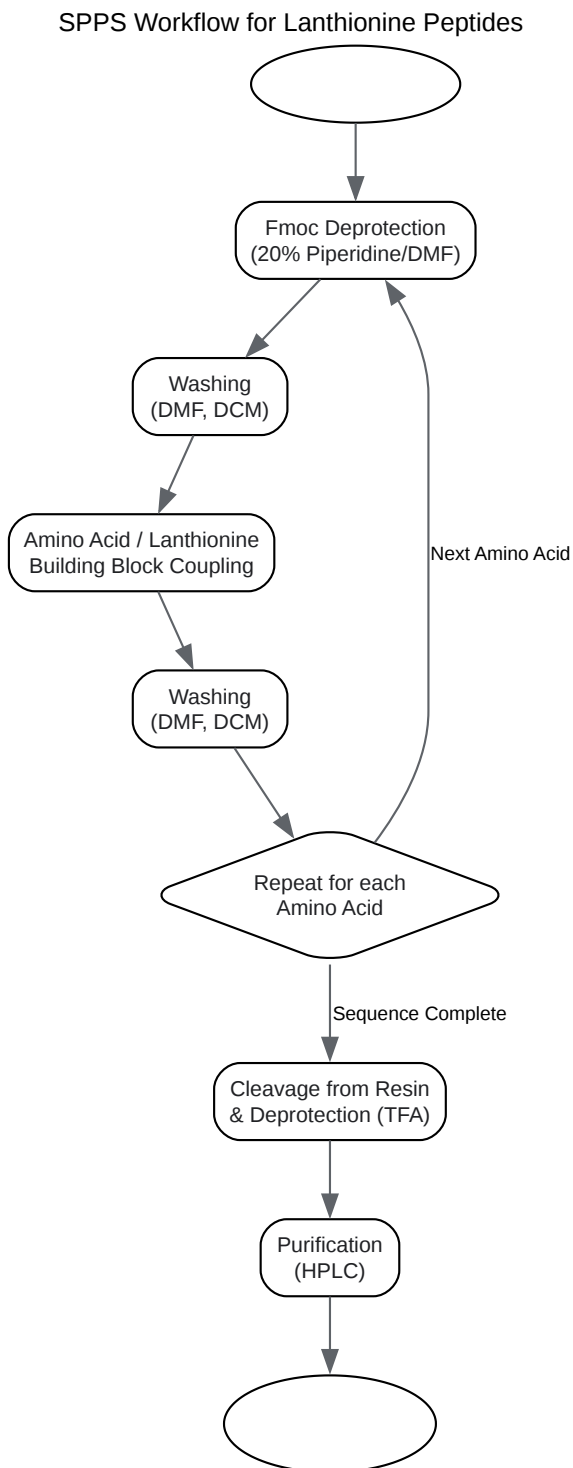 SPPS Workflow for Lanthionine Peptides
Fmoc Deprotection
(20% Piperidine/DMF)
Washing
(DMF, DCM)
Amino Acid / Lanthionine
Building Block Coupling
Next Amino Acid
Washing
(DMF, DCM)
Repeat for each
Amino Acid
Sequence Complete
Cleavage from Resin
& Deprotection (TFA)
Purification
(HPLC)